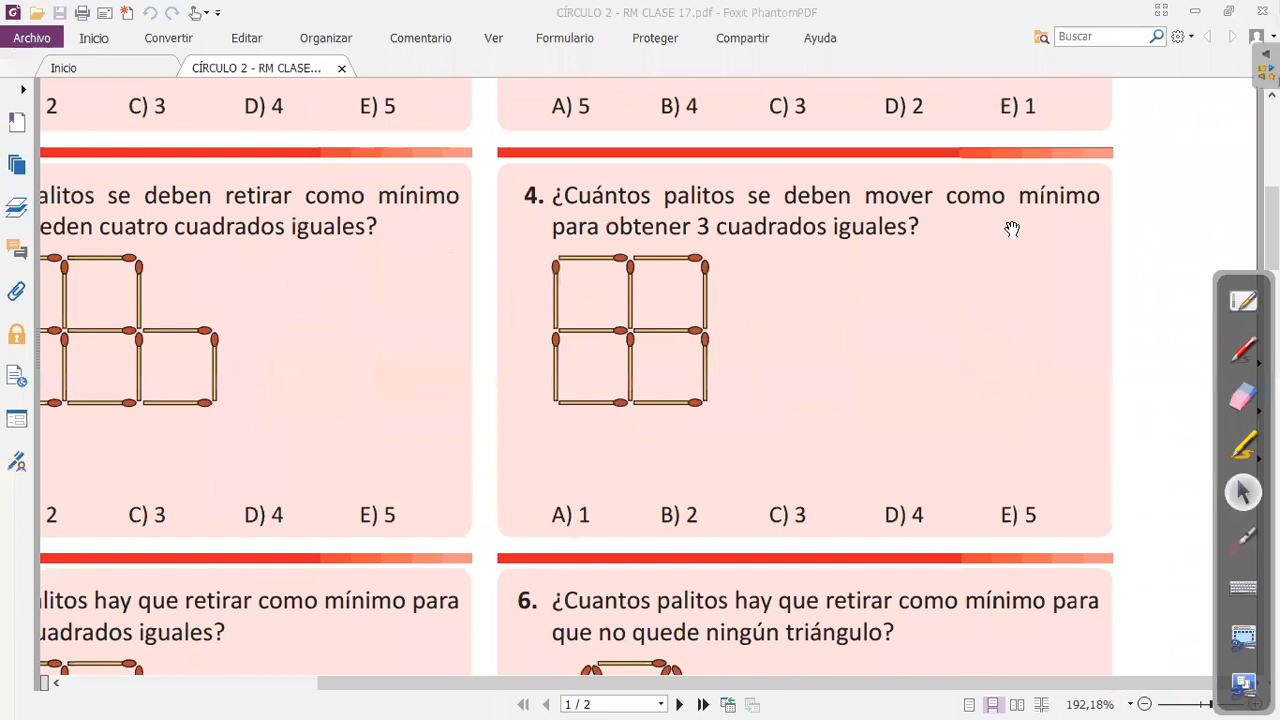 CÍRCULO 2 - RM CLASE 17.pdf - Foxit PhantomPDF
Archivo Inicio Convertir Editar Organizar Comentario Ver Formulario Proteger Compartir Ayuda Buscar
Inicio CÍRCULO 2 - RM CLASE...
2 C) 3 D) 4 E) 5
A) 5 B) 4 C) 3 D) 2 E) 1
alitos se deben retirar como mínimo
eden cuatro cuadrados iguales?
2 C) 3 D) 4 E) 5
4. ¿Cuántos palitos se deben mover como mínimo
para obtener 3 cuadrados iguales?
A) 1 B) 2 C) 3 D) 4 E) 5
litos hay que retirar como mínimo para
uadrados iguales?
6. ¿Cuantos palitos hay que retirar como mínimo para
que no quede ningún triángulo?
1 / 2 192,18%